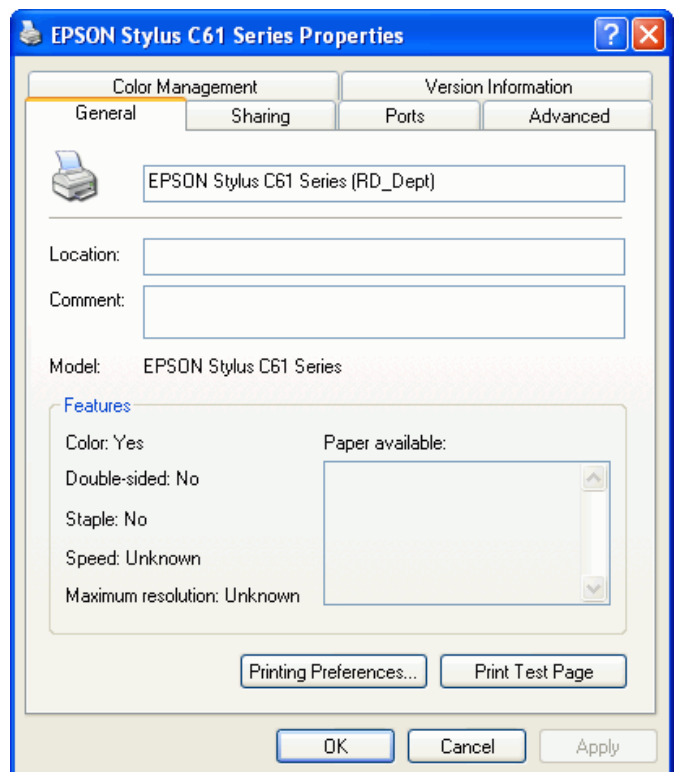 EPSON Stylus C61 Series Properties
Color Management Version Information
General Sharing Ports Advanced
EPSON Stylus C61 Series (RD_Dept)
Location:
Comment:
Model: EPSON Stylus C61 Series
Features
Color: Yes Paper available:
Double-sided: No
Staple: No
Speed: Unknown
Maximum resolution: Unknown
Printing Preferences... Print Test Page
OK Cancel Apply